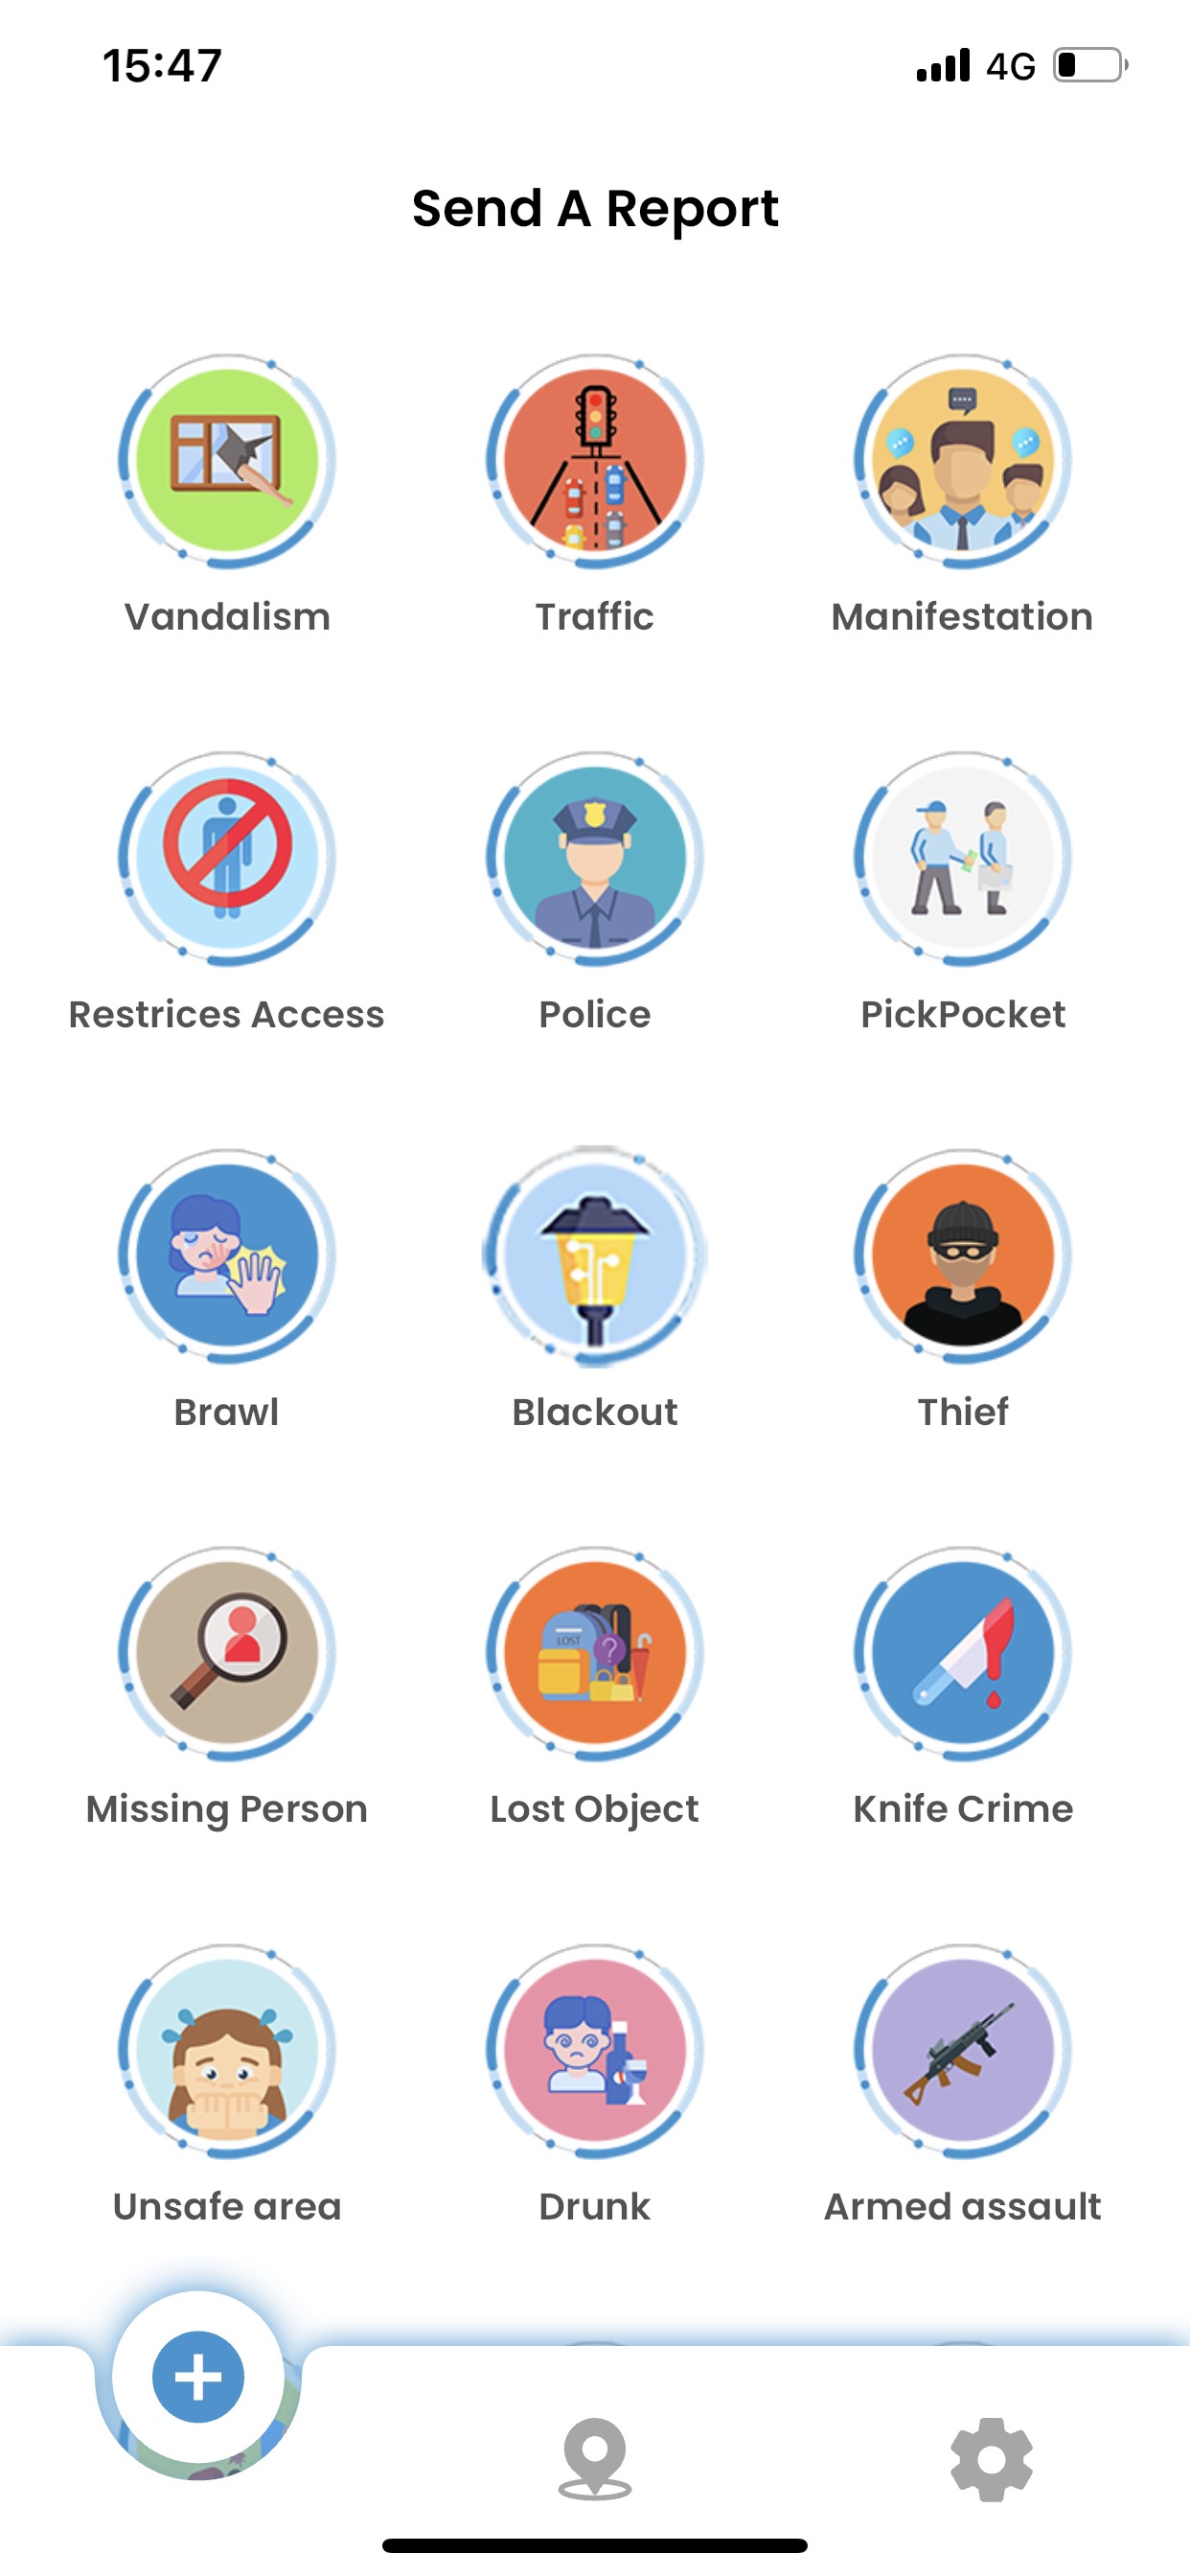 15:47 4G
Send A Report
Vandalism Traffic Manifestation
Restrices Access Police PickPocket
Brawl Blackout Thief
LOST
Missing Person Lost Object Knife Crime
Unsafe area Drunk Armed assault